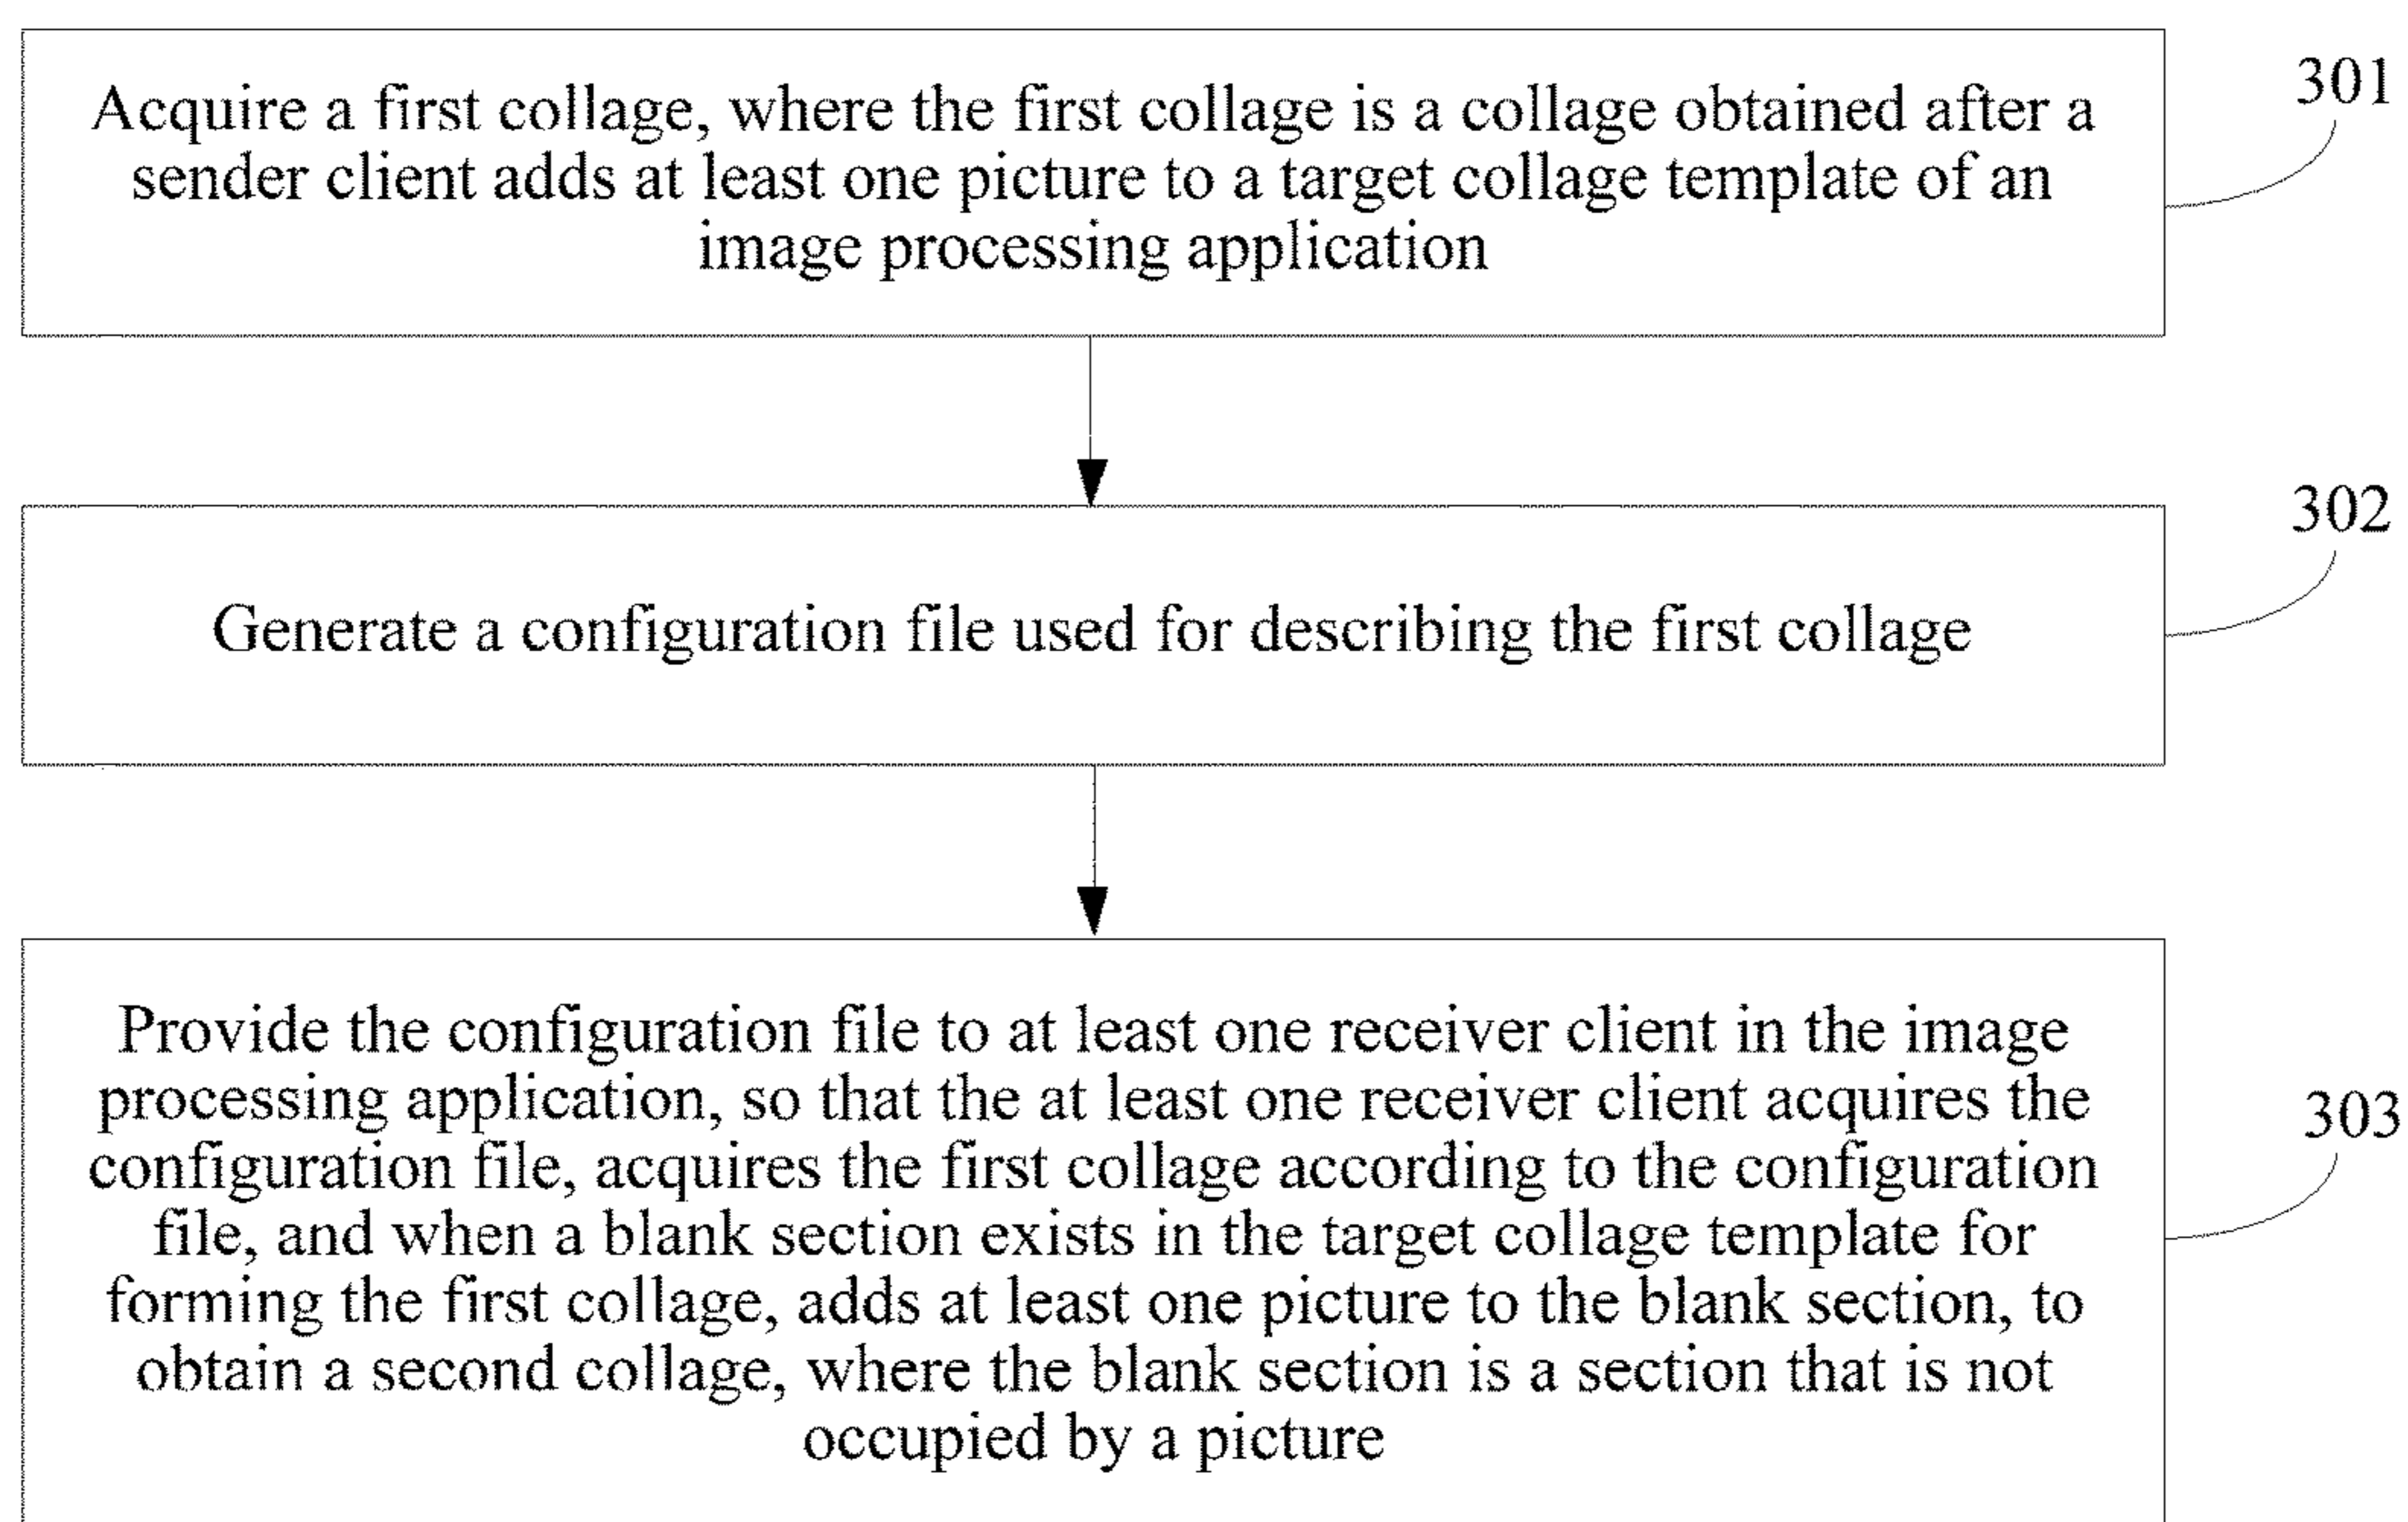 Acquire a first collage, where the first collage is a collage obtained after a
sender client adds at least one picture to a target collage template of an
image processing application
301
Generate a configuration file used for describing the first collage
302
Provide the configuration file to at least one receiver client in the image
processing application, so that the at least one receiver client acquires the
configuration file, acquires the first collage according to the configuration
file, and when a blank section exists in the target collage template for
forming the first collage, adds at least one picture to the blank section, to
obtain a second collage, where the blank section is a section that is not
occupied by a picture
303